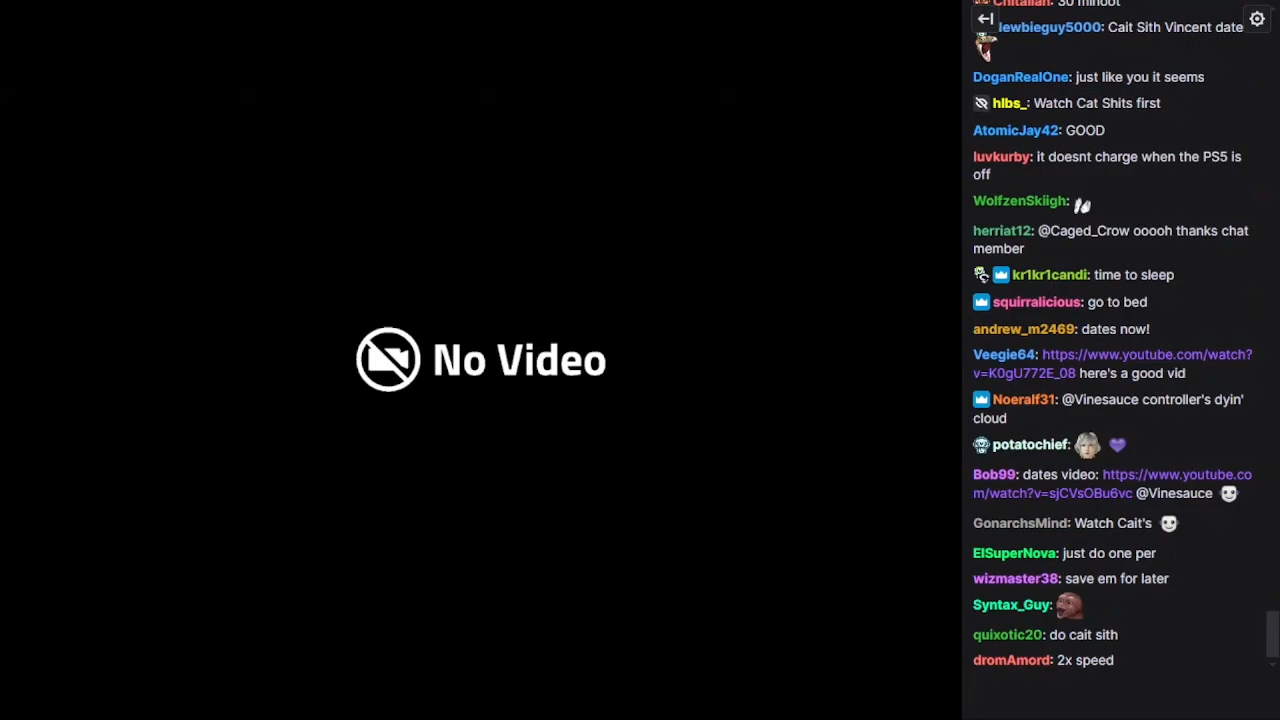 Chitalian: 30 minoot
lewbieguy5000: Cait Sith Vincent date
DoganRealOne: just like you it seems
hlbs_: Watch Cat Shits first
AtomicJay42: GOOD
luvkurby: it doesnt charge when the PS5 is
off
WolfzenSkiigh:
herriat12: @Caged_Crow ooooh thanks chat
member
kr1kr1candi: time to sleep
squirralicious: go to bed
andrew_m2469: dates now!
Veegie64: https://www.youtube.com/watch?
v=K0gU772E_08 here's a good vid
No Video
Noeralf31: @Vinesauce controller's dyin'
cloud
potatochief:
Bob99: dates video: https://www.youtube.co
m/watch?v=sjCVsOBu6vc @Vinesauce
GonarchsMind: Watch Cait's
ElSuperNova: just do one per
wizmaster38: save em for later
Syntax_Guy:
quixotic20: do cait sith
dromAmord: 2x speed